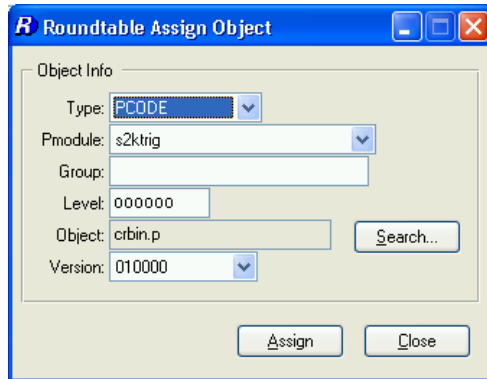 Roundtable Assign Object
Object Info
Type: PCODE
Pmodule: s2ktrig
Group:
Level: 000000
Object: crbin.p
Search...
Version: 010000
Assign Close